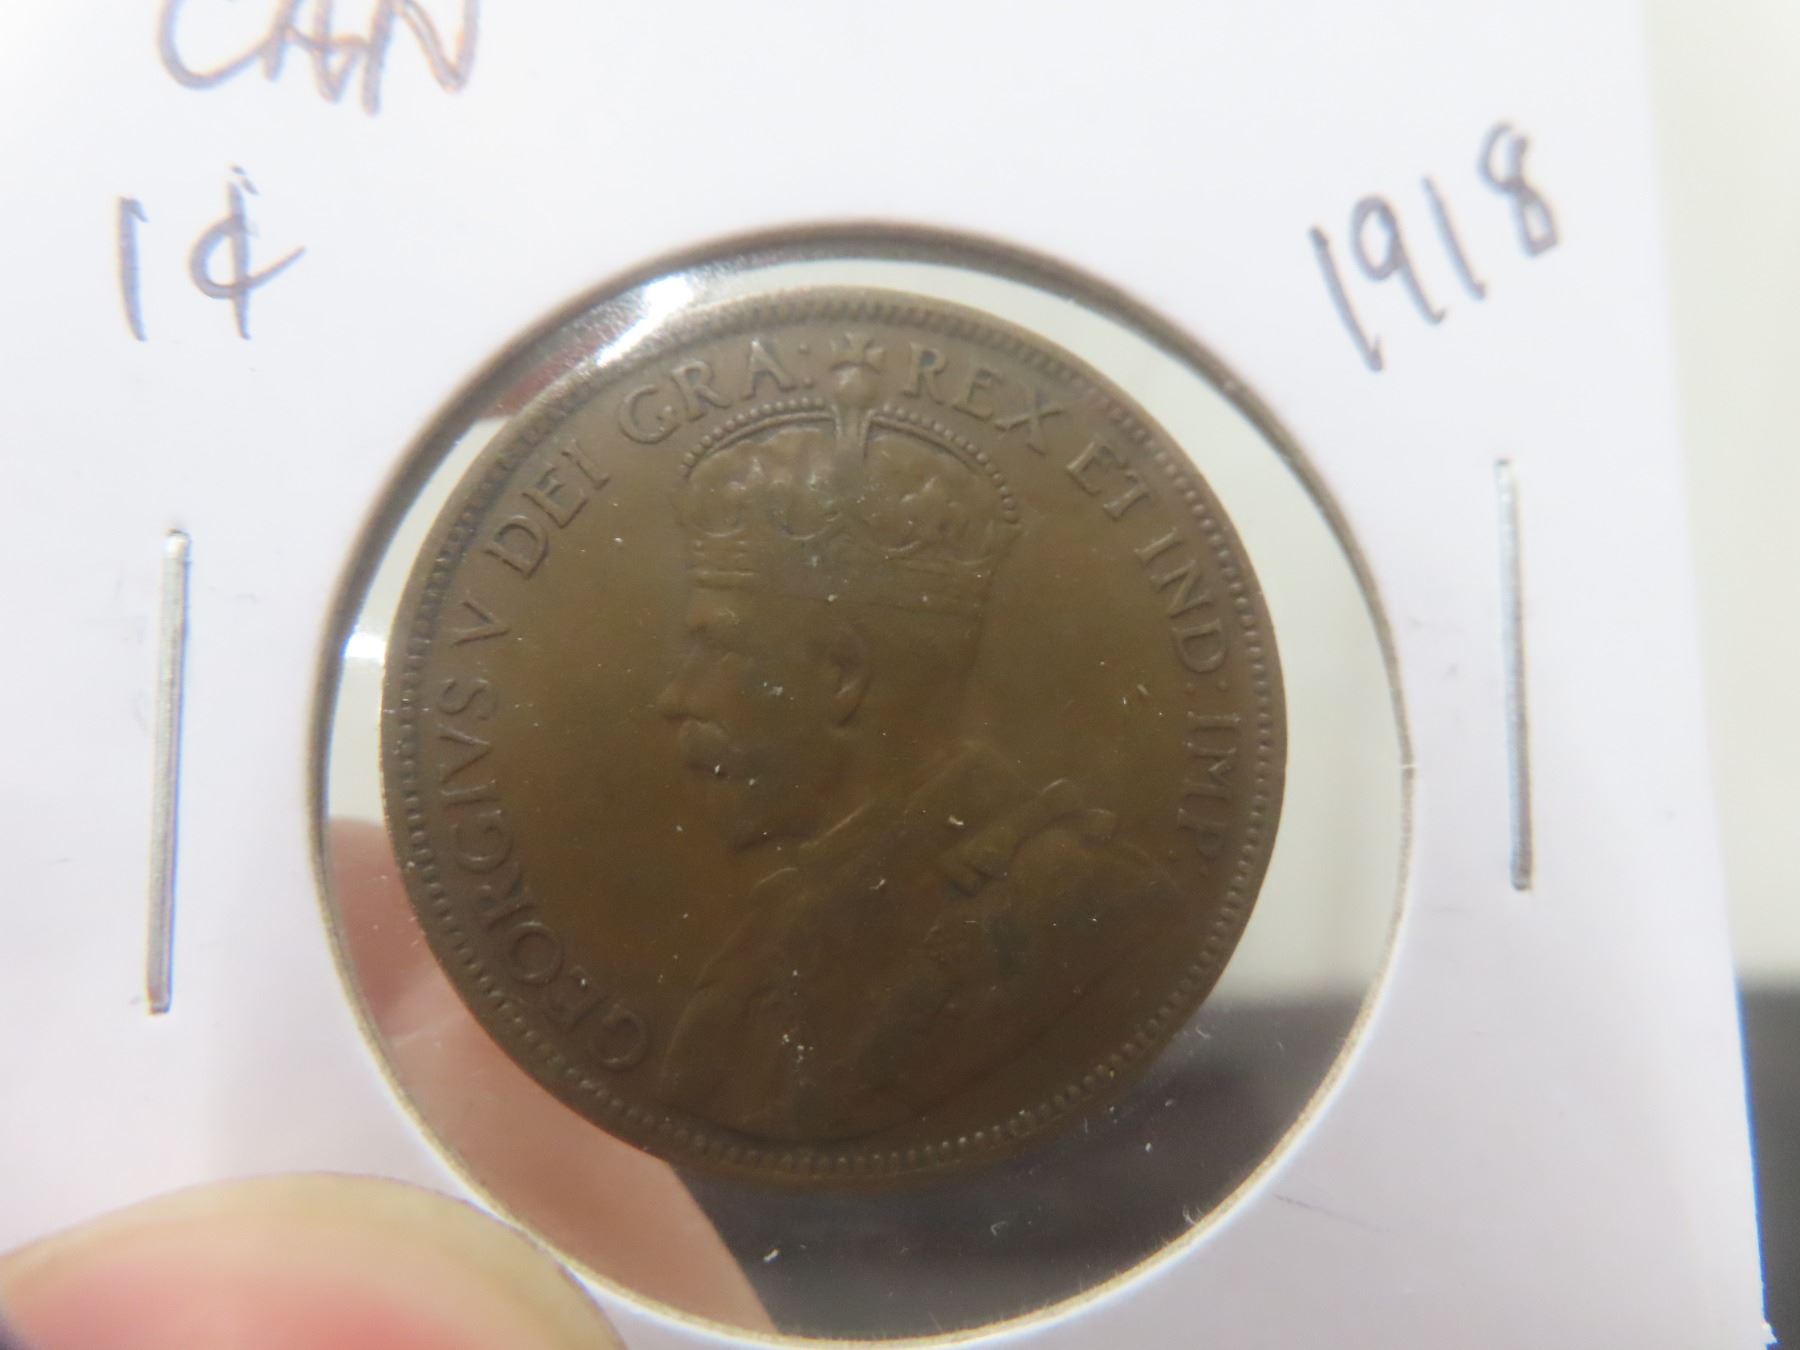 CAN
1¢
1918
GEORGIVS V DEI GRA: REX ET IND: IMP: